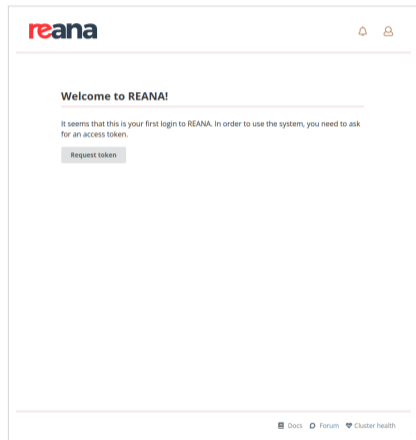 reana
Welcome to REANA!
It seems that this is your first login to REANA. In order to use the system, you need to ask
for an access token.
Request token
Docs Forum Cluster health